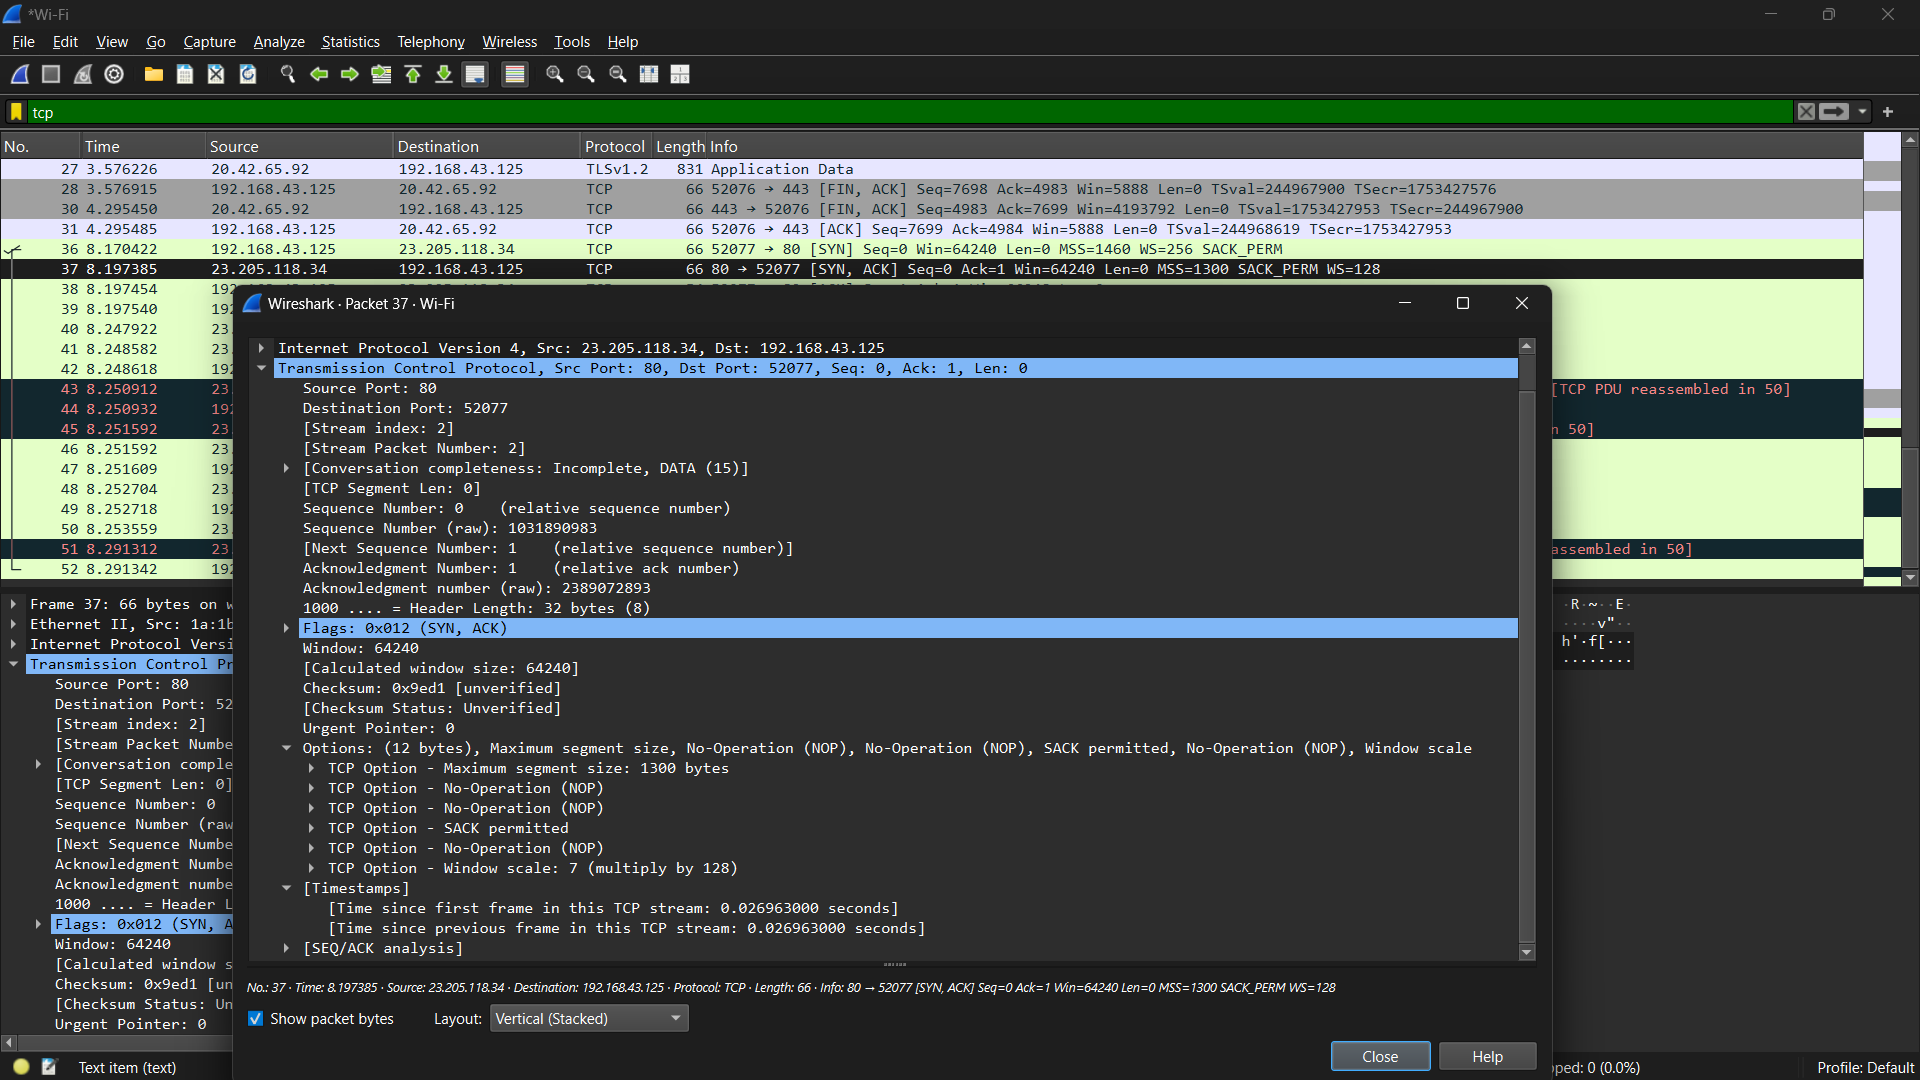 *Wi-Fi
File Edit View Go Capture Analyze Statistics Telephony Wireless Tools Help
tcp
No. Time Source Destination Protocol Length Info
27 3.576226 20.42.65.92 192.168.43.125 TLSv1.2 831 Application Data
28 3.576915 192.168.43.125 20.42.65.92 TCP 66 52076 → 443 [FIN, ACK] Seq=7698 Ack=4983 Win=5888 Len=0 TSval=244967900 TSecr=1753427576
30 4.295450 20.42.65.92 192.168.43.125 TCP 66 443 → 52076 [FIN, ACK] Seq=4983 Ack=7699 Win=4193792 Len=0 TSval=1753427953 TSecr=244967900
31 4.295485 192.168.43.125 20.42.65.92 TCP 66 52076 → 443 [ACK] Seq=7699 Ack=4984 Win=5888 Len=0 TSval=244968619 TSecr=1753427953
36 8.170422 192.168.43.125 23.205.118.34 TCP 66 52077 → 80 [SYN] Seq=0 Win=64240 Len=0 MSS=1460 WS=256 SACK_PERM
37 8.197385 23.205.118.34 192.168.43.125 TCP 66 80 → 52077 [SYN, ACK] Seq=0 Ack=1 Win=64240 Len=0 MSS=1300 SACK_PERM WS=128
38 8.197454 192
39 8.197540 192
40 8.247922 23
41 8.248582 23
42 8.248618 192
43 8.250912 23 [TCP PDU reassembled in 50]
44 8.250932 192
45 8.251592 23 n 50]
46 8.251592 23
47 8.251609 192
48 8.252704 23
49 8.252718 192
50 8.253559 23
51 8.291312 23 assembled in 50]
52 8.291342 192
Frame 37: 66 bytes on w
Ethernet II, Src: 1a:1b
Internet Protocol Versi
Transmission Control Pr
Source Port: 80
Destination Port: 52
[Stream index: 2]
[Stream Packet Numbe
[Conversation comple
[TCP Segment Len: 0]
Sequence Number: 0
Sequence Number (raw
[Next Sequence Numbe
Acknowledgment Numbe
Acknowledgment numbe
1000 .... = Header L
Flags: 0x012 (SYN, A
Window: 64240
[Calculated window s
Checksum: 0x9ed1 [un
[Checksum Status: Un
Urgent Pointer: 0
Wireshark · Packet 37 · Wi-Fi
Internet Protocol Version 4, Src: 23.205.118.34, Dst: 192.168.43.125
Transmission Control Protocol, Src Port: 80, Dst Port: 52077, Seq: 0, Ack: 1, Len: 0
Source Port: 80
Destination Port: 52077
[Stream index: 2]
[Stream Packet Number: 2]
[Conversation completeness: Incomplete, DATA (15)]
[TCP Segment Len: 0]
Sequence Number: 0 (relative sequence number)
Sequence Number (raw): 1031890983
[Next Sequence Number: 1 (relative sequence number)]
Acknowledgment Number: 1 (relative ack number)
Acknowledgment number (raw): 2389072893
1000 .... = Header Length: 32 bytes (8)
Flags: 0x012 (SYN, ACK)
Window: 64240
[Calculated window size: 64240]
Checksum: 0x9ed1 [unverified]
[Checksum Status: Unverified]
Urgent Pointer: 0
Options: (12 bytes), Maximum segment size, No-Operation (NOP), No-Operation (NOP), SACK permitted, No-Operation (NOP), Window scale
TCP Option - Maximum segment size: 1300 bytes
TCP Option - No-Operation (NOP)
TCP Option - No-Operation (NOP)
TCP Option - SACK permitted
TCP Option - No-Operation (NOP)
TCP Option - Window scale: 7 (multiply by 128)
[Timestamps]
[Time since first frame in this TCP stream: 0.026963000 seconds]
[Time since previous frame in this TCP stream: 0.026963000 seconds]
[SEQ/ACK analysis]
No.: 37 · Time: 8.197385 · Source: 23.205.118.34 · Destination: 192.168.43.125 · Protocol: TCP · Length: 66 · Info: 80 → 52077 [SYN, ACK] Seq=0 Ack=1 Win=64240 Len=0 MSS=1300 SACK_PERM WS=128
Show packet bytes Layout: Vertical (Stacked)
Close Help
·R·~··E·
····v"··
h'·f[···
········
Text item (text) pped: 0 (0.0%) Profile: Default